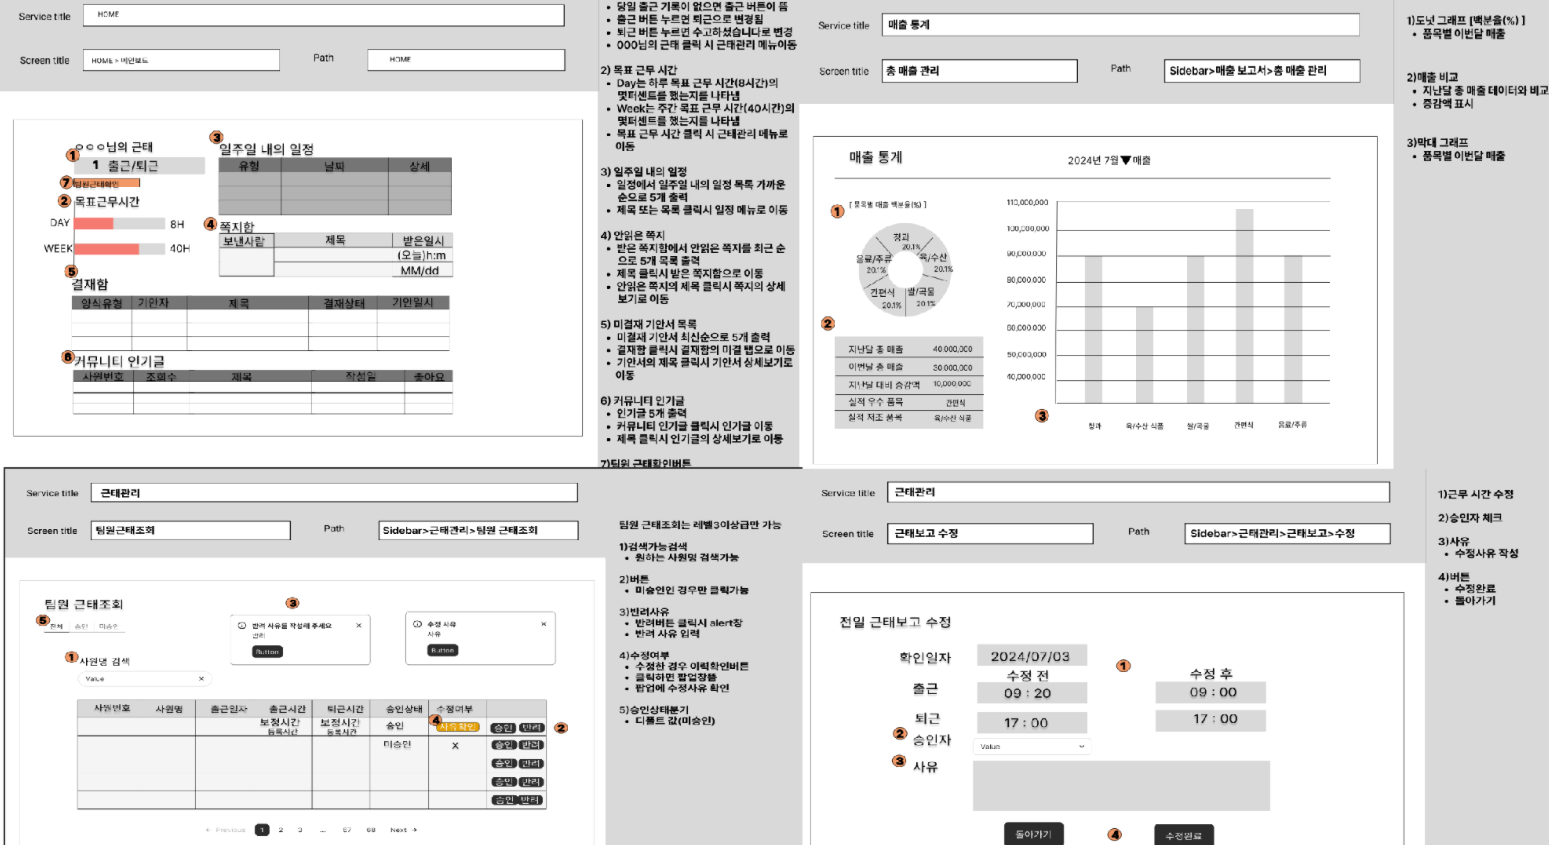 Service title
HOME
Screen title
HOME > 메인보드
Path
HOME
ㅇㅇㅇ님의 근태
1
1 출근/퇴근
7
팀원근태확인
2
목표근무시간
DAY
8H
WEEK
40H
3
일주일 내의 일정
유형 날짜 상세
4
쪽지함
보낸사람 제목 받은일시
(오늘)h:m
MM/dd
5
결재함
양식유형 기안자 제목 결재상태 기안일시
6
커뮤니티 인기글
사원번호 조회수 제목 작성일 좋아요
• 당일 출근 기록이 없으면 출근 버튼이 뜸
• 출근 버튼 누르면 퇴근으로 변경됨
• 퇴근 버튼 누르면 수고하셨습니다로 변경
• 000님의 근태 클릭 시 근태관리 메뉴이동
2) 목표 근무 시간
• Day는 하루 목표 근무 시간(8시간)의
몇퍼센트를 했는지를 나타냄
• Week는 주간 목표 근무 시간(40시간)의
몇퍼센트를 했는지를 나타냄
• 목표 근무 시간 클릭 시 근태관리 메뉴로
이동
3) 일주일 내의 일정
• 일정에서 일주일 내의 일정 목록 가까운
순으로 5개 출력
• 제목 또는 목록 클릭시 일정 메뉴로 이동
4) 안읽은 쪽지
• 받은 쪽지함에서 안읽은 쪽지를 최근 순
으로 5개 목록 출력
• 제목 클릭시 받은 쪽지함으로 이동
• 안읽은 쪽지의 제목 클릭시 쪽지의 상세
보기로 이동
5) 미결재 기안서 목록
• 미결재 기안서 최신순으로 5개 출력
• 결재함 클릭시 결재함의 미결 탭으로 이동
• 기안서의 제목 클릭시 기안서 상세보기로
이동
6) 커뮤니티 인기글
• 인기글 5개 출력
• 커뮤니티 인기글 클릭시 인기글 이동
• 제목 클릭시 인기글의 상세보기로 이동
7)팀원 근태확인버튼
Service title
매출 통계
Screen title
총 매출 관리
Path
Sidebar>매출 보고서>총 매출 관리
매출 통계
2024년 7월▼매출
1
[ 품목별 매출 백분율(%) ]
청과
20.1%
육/수산
20.1%
쌀/곡물
20.1%
간편식
20.1%
음료/주류
20.1%
2
지난달 총 매출 40,000,000
이번달 총 매출 30,000,000
지난달 대비 증감액 10,000,000
실적 우수 품목 간편식
실적 저조 품목 육/수산 식품
110,000,000
100,000,000
90,000,000
80,000,000
70,000,000
60,000,000
50,000,000
40,000,000
3
청과 육/수산 식품 쌀/곡물 간편식 음료/주류
1)도넛 그래프 [백분율(%) ]
• 품목별 이번달 매출
2)매출 비교
• 지난달 총 매출 데이터와 비교
• 증감액 표시
3)막대 그래프
• 품목별 이번달 매출
Service title
근태관리
Screen title
팀원근태조회
Path
Sidebar>근태관리>팀원 근태조회
팀원 근태조회
5
전체 승인 미승인
3
반려 사유를 작성해 주세요 ×
반려
Button
수정 사유 ×
사유
Button
1
사원명 검색
Value ×
사원번호 사원명 출근일자 출근시간 퇴근시간 승인상태 수정여부
보정시간 보정시간 승인 4 사유확인 승인 반려 2
등록시간 등록시간
미승인 X 승인 반려
승인 반려
승인 반려
승인 반려
← Previous 1 2 3 ... 67 68 Next →
팀원 근태조회는 레벨3이상급만 가능
1)검색가능검색
• 원하는 사원명 검색가능
2)버튼
• 미승인인 경우만 클릭가능
3)반려사유
• 반려버튼 클릭시 alert창
• 반려 사유 입력
4)수정여부
• 수정한 경우 이력확인버튼
• 클릭하면 팝업창뜸
• 팝업에 수정사유 확인
5)승인상태분기
• 디폴트 값(미승인)
Service title
근태관리
Screen title
근태보고 수정
Path
Sidebar>근태관리>근태보고>수정
전일 근태보고 수정
확인일자 2024/07/03
1
수정 전 수정 후
출근 09 : 20 09 : 00
퇴근 17 : 00 17 : 00
2
승인자 Value
3
사유
돌아가기 4 수정완료
1)근무 시간 수정
2)승인자 체크
3)사유
• 수정사유 작성
4)버튼
• 수정완료
• 돌아가기